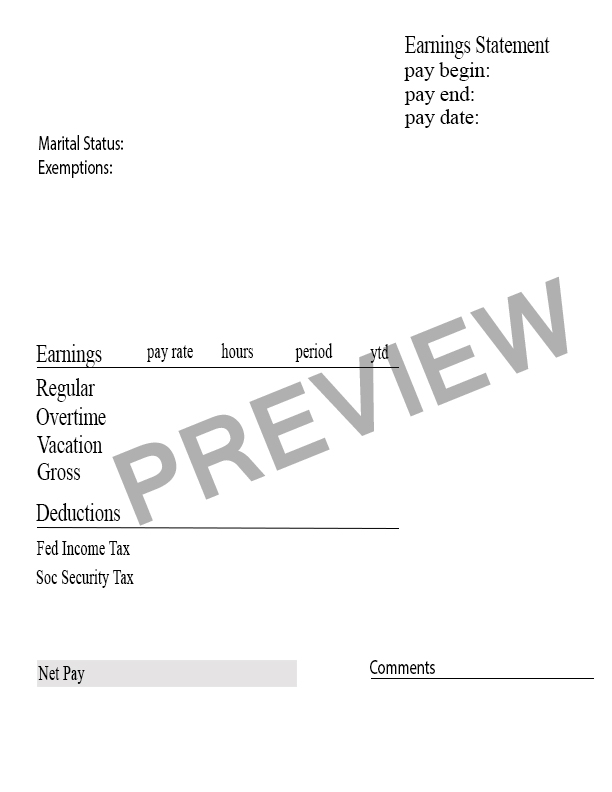 Earnings Statement
pay begin:
pay end:
pay date:
Marital Status:
Exemptions:
Earnings pay rate hours period ytd
Regular
Overtime
Vacation
Gross
PREVIEW
Deductions
Fed Income Tax
Soc Security Tax
Net Pay
Comments